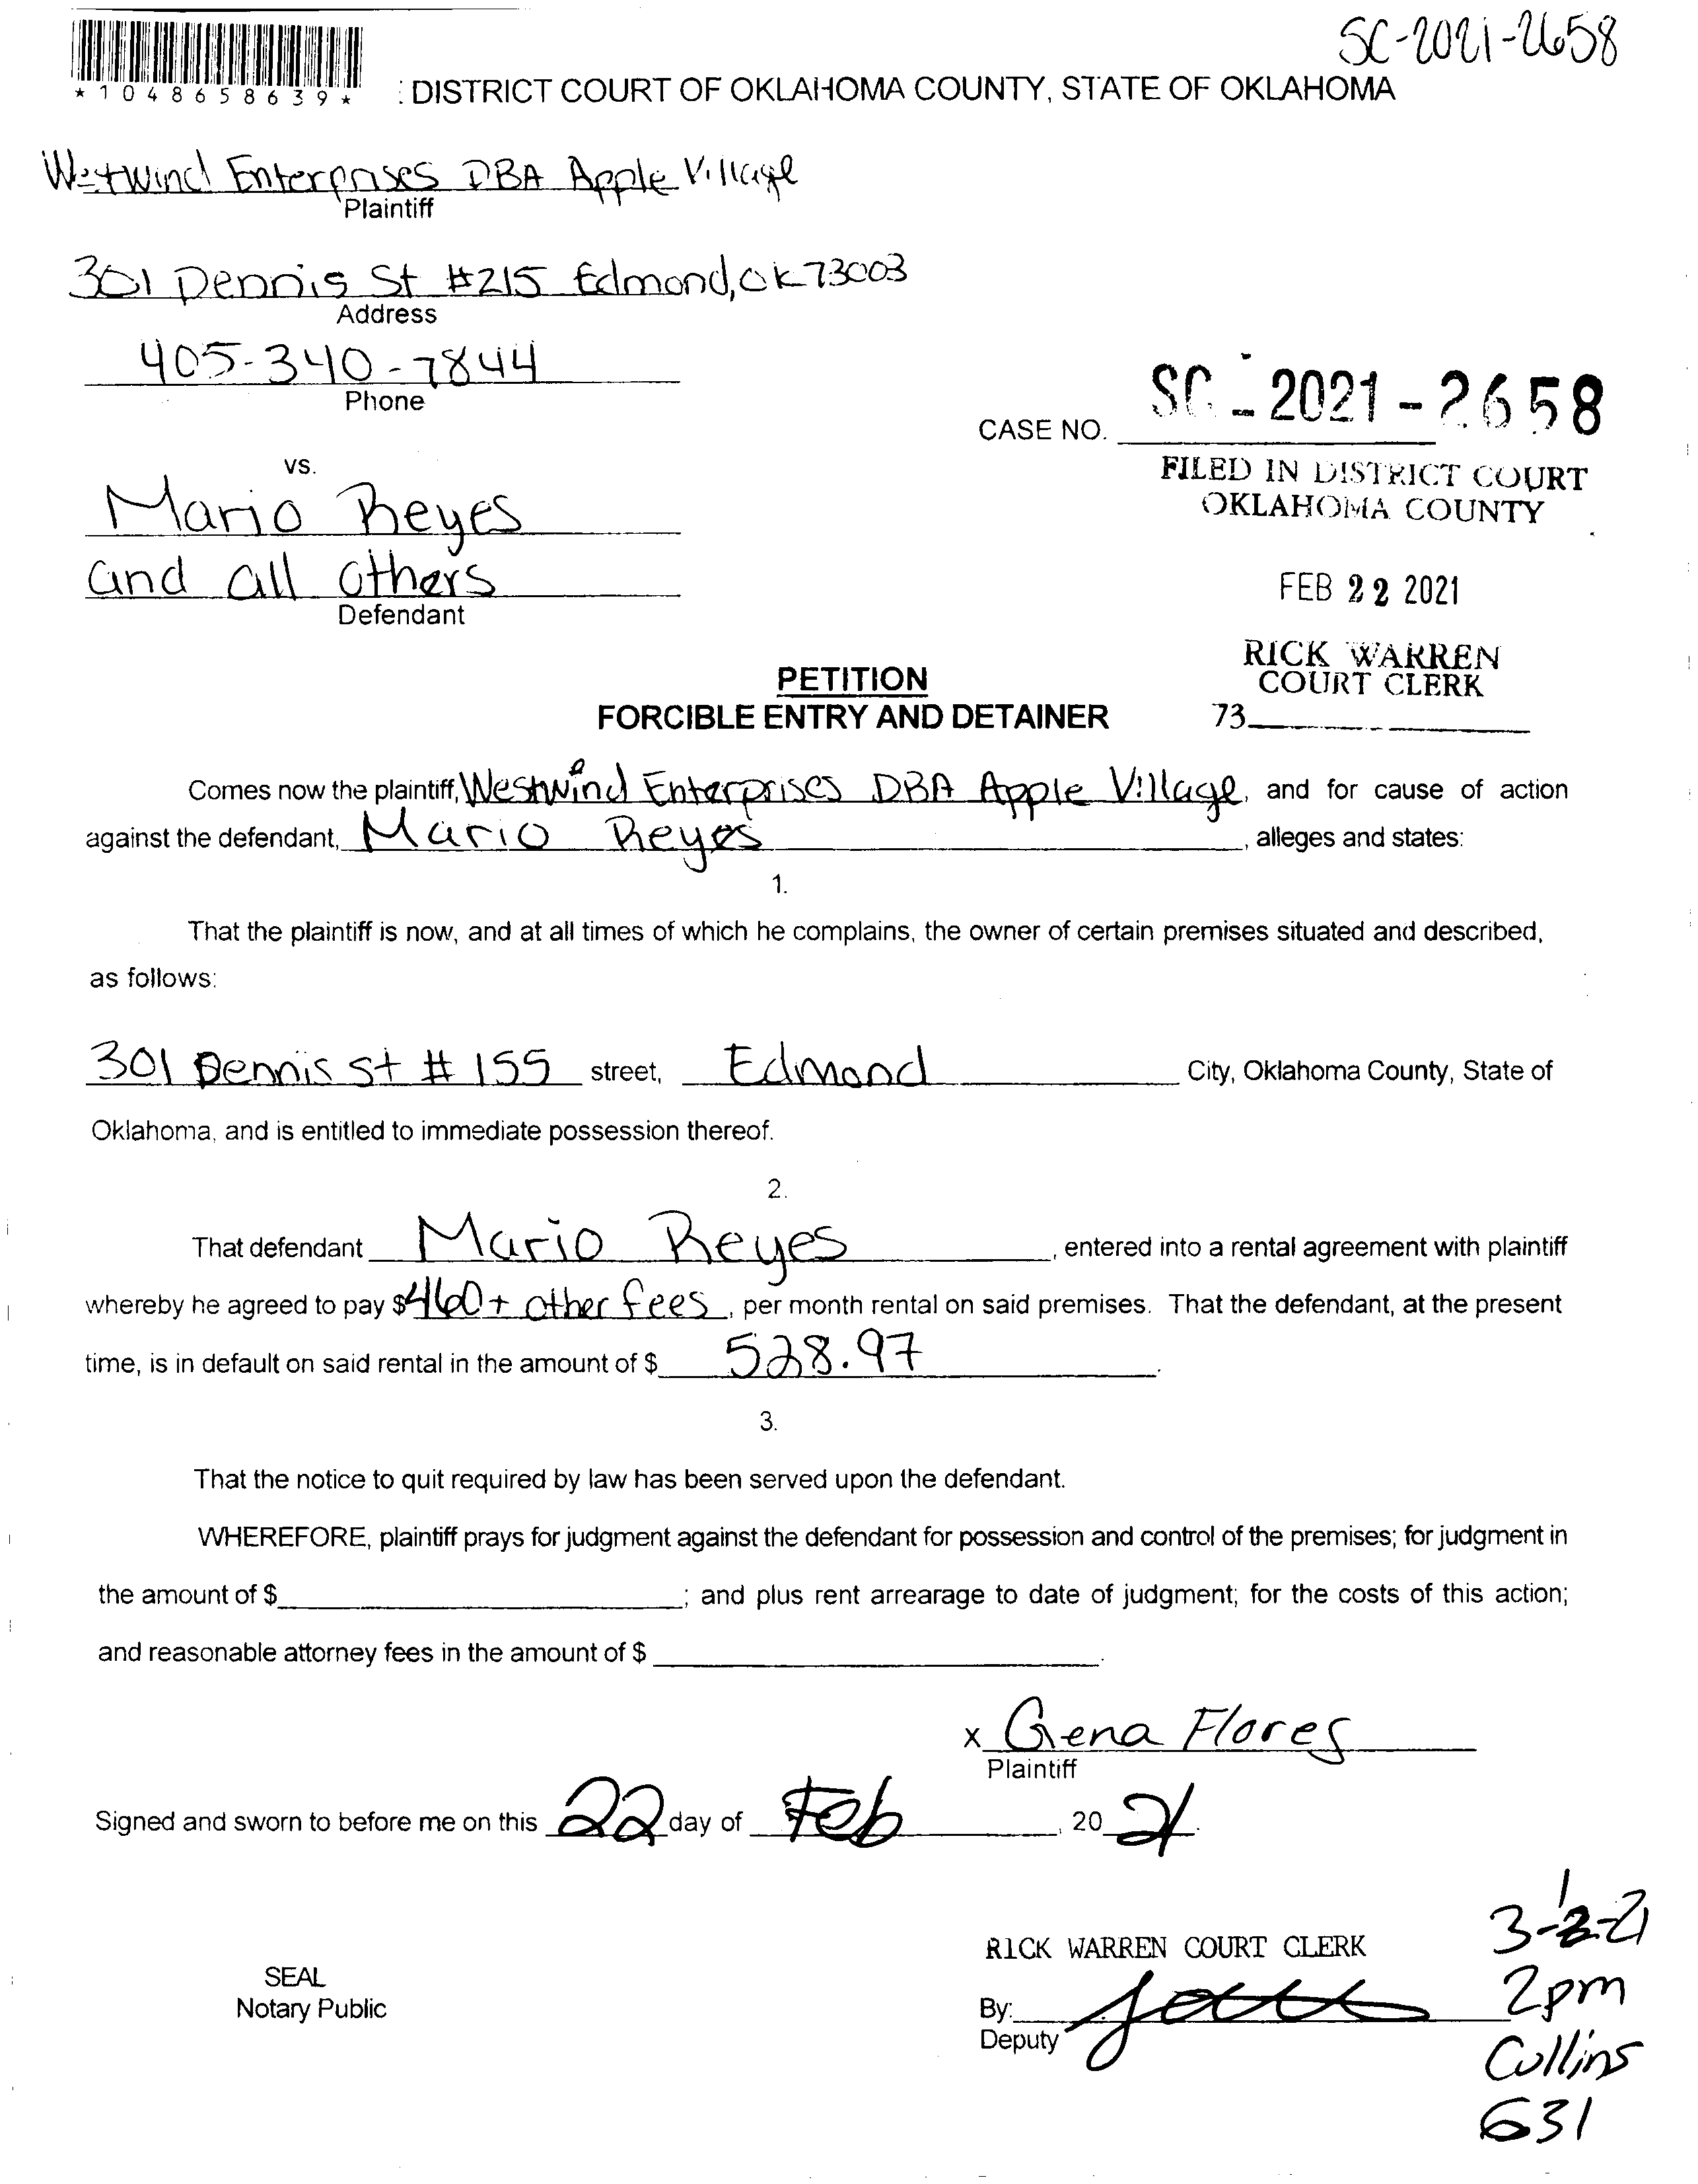 SC-2021-2658
*1048658639*
: DISTRICT COURT OF OKLAHOMA COUNTY, STATE OF OKLAHOMA
Westwind Enterprises DBA Apple Village
Plaintiff
301 Dennis St #215 Edmond, OK 73003
Address
405-340-7844
Phone
CASE NO. SC-2021-2658
vs.
FILED IN DISTRICT COURT
OKLAHOMA COUNTY
Mario Reyes
and all others
Defendant
FEB 22 2021
RICK WARREN
COURT CLERK
73
PETITION
FORCIBLE ENTRY AND DETAINER
Comes now the plaintiff, Westwind Enterprises DBA Apple Village, and for cause of action
against the defendant, Mario Reyes, alleges and states:
1.
That the plaintiff is now, and at all times of which he complains, the owner of certain premises situated and described,
as follows:
301 Dennis St # 155 street, Edmond City, Oklahoma County, State of
Oklahoma, and is entitled to immediate possession thereof.
2.
That defendant Mario Reyes, entered into a rental agreement with plaintiff
whereby he agreed to pay $460 + other fees, per month rental on said premises. That the defendant, at the present
time, is in default on said rental in the amount of $ 528.97.
3.
That the notice to quit required by law has been served upon the defendant.
WHEREFORE, plaintiff prays for judgment against the defendant for possession and control of the premises; for judgment in
the amount of $ ; and plus rent arrearage to date of judgment; for the costs of this action;
and reasonable attorney fees in the amount of $ .
x Gena Flores
Plaintiff
Signed and sworn to before me on this 22 day of Feb, 20 21.
RICK WARREN COURT CLERK
SEAL
Notary Public
By:
Deputy
3-1-21
2pm
Collins
631